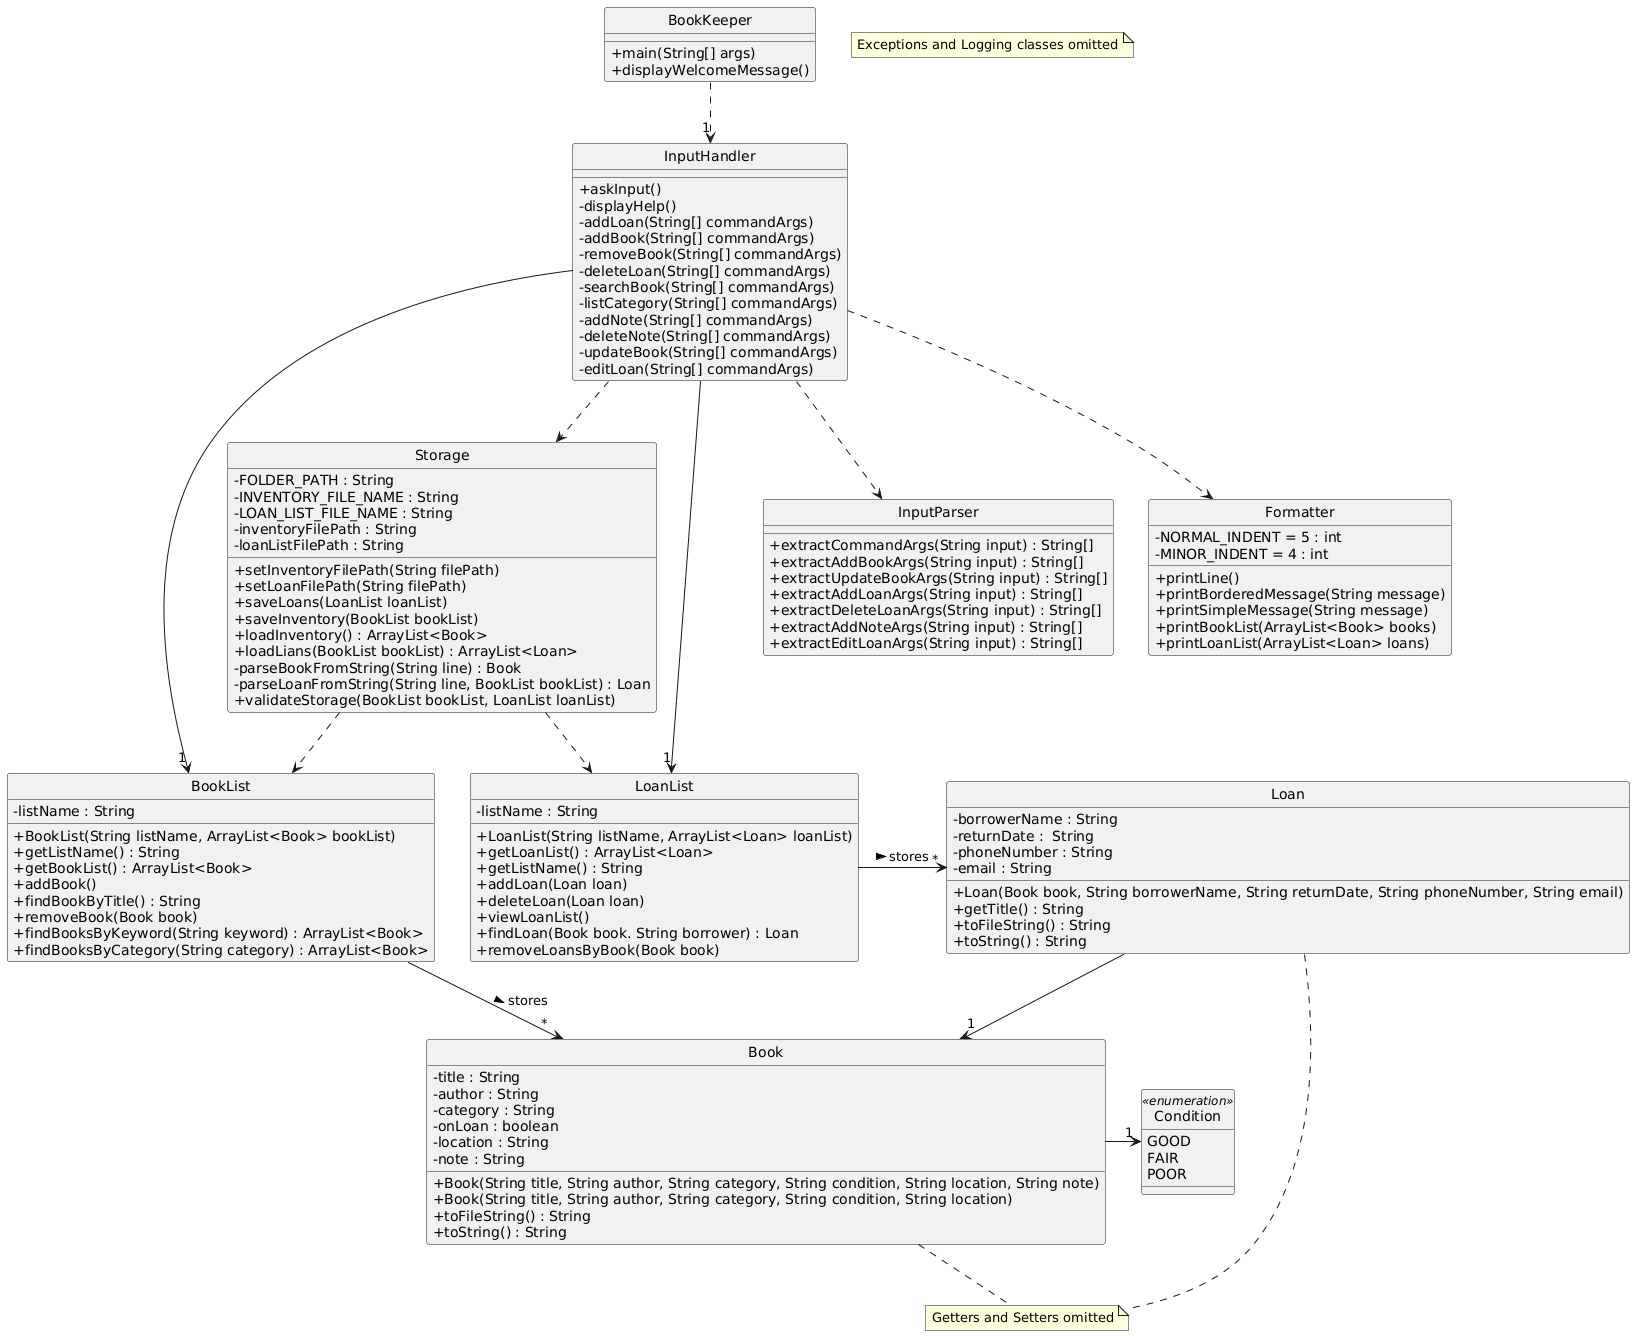 BookKeeper
+main(String[] args)
+displayWelcomeMessage()
Exceptions and Logging classes omitted
1
InputHandler
+askInput()
-displayHelp()
-addLoan(String[] commandArgs)
-addBook(String[] commandArgs)
-removeBook(String[] commandArgs)
-deleteLoan(String[] commandArgs)
-searchBook(String[] commandArgs)
-listCategory(String[] commandArgs)
-addNote(String[] commandArgs)
-deleteNote(String[] commandArgs)
-updateBook(String[] commandArgs)
-editLoan(String[] commandArgs)
Storage
-FOLDER_PATH : String
-INVENTORY_FILE_NAME : String
-LOAN_LIST_FILE_NAME : String
-inventoryFilePath : String
-loanListFilePath : String
+setInventoryFilePath(String filePath)
+setLoanFilePath(String filePath)
+saveLoans(LoanList loanList)
+saveInventory(BookList bookList)
+loadInventory() : ArrayList<Book>
+loadLians(BookList bookList) : ArrayList<Loan>
-parseBookFromString(String line) : Book
-parseLoanFromString(String line, BookList bookList) : Loan
+validateStorage(BookList bookList, LoanList loanList)
InputParser
+extractCommandArgs(String input) : String[]
+extractAddBookArgs(String input) : String[]
+extractUpdateBookArgs(String input) : String[]
+extractAddLoanArgs(String input) : String[]
+extractDeleteLoanArgs(String input) : String[]
+extractAddNoteArgs(String input) : String[]
+extractEditLoanArgs(String input) : String[]
Formatter
-NORMAL_INDENT = 5 : int
-MINOR_INDENT = 4 : int
+printLine()
+printBorderedMessage(String message)
+printSimpleMessage(String message)
+printBookList(ArrayList<Book> books)
+printLoanList(ArrayList<Loan> loans)
1
1
BookList
-listName : String
+BookList(String listName, ArrayList<Book> bookList)
+getListName() : String
+getBookList() : ArrayList<Book>
+addBook()
+findBookByTitle() : String
+removeBook(Book book)
+findBooksByKeyword(String keyword) : ArrayList<Book>
+findBooksByCategory(String category) : ArrayList<Book>
LoanList
-listName : String
+LoanList(String listName, ArrayList<Loan> loanList)
+getLoanList() : ArrayList<Loan>
+getListName() : String
+addLoan(Loan loan)
+deleteLoan(Loan loan)
+viewLoanList()
+findLoan(Book book. String borrower) : Loan
+removeLoansByBook(Book book)
stores *
Loan
-borrowerName : String
-returnDate :  String
-phoneNumber : String
-email : String
+Loan(Book book, String borrowerName, String returnDate, String phoneNumber, String email)
+getTitle() : String
+toFileString() : String
+toString() : String
stores
*
1
Book
-title : String
-author : String
-category : String
-onLoan : boolean
-location : String
-note : String
+Book(String title, String author, String category, String condition, String location, String note)
+Book(String title, String author, String category, String condition, String location)
+toFileString() : String
+toString() : String
1
«enumeration»
Condition
GOOD
FAIR
POOR
Getters and Setters omitted